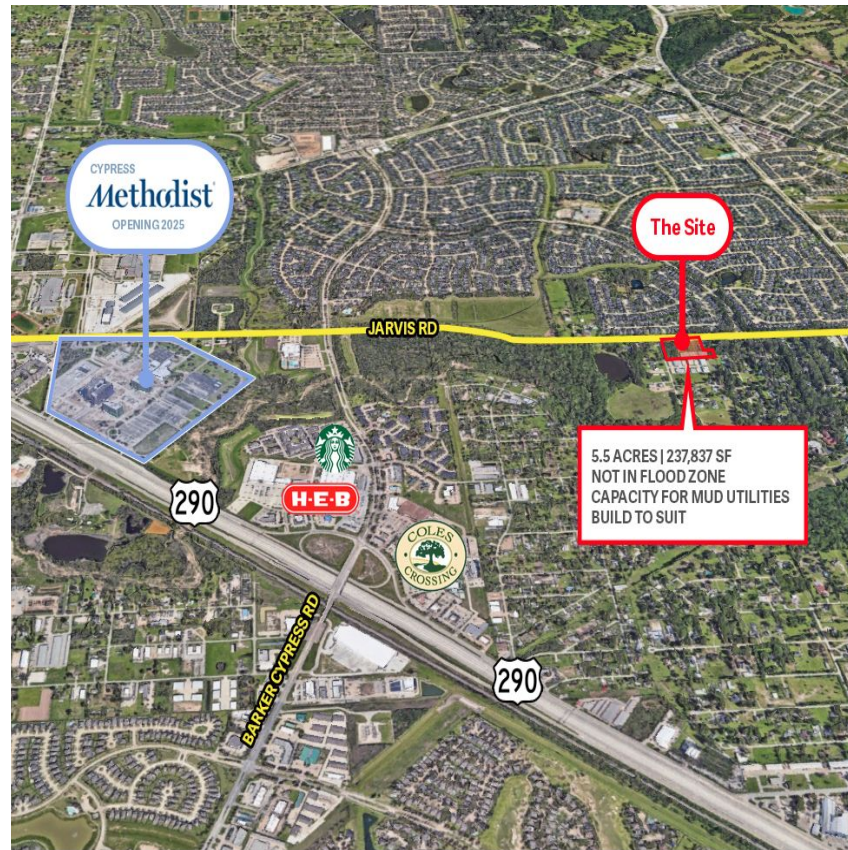 CYPRESS
Methodist
OPENING 2025
The Site
JARVIS RD
5.5 ACRES | 237,837 SF
NOT IN FLOOD ZONE
CAPACITY FOR MUD UTILITIES
BUILD TO SUIT
290
H-E-B
COLES
CROSSING
BARKER CYPRESS RD
290